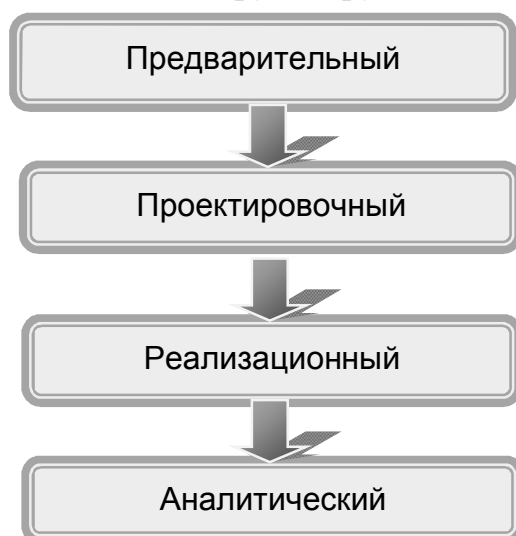 Предварительный
Проектировочный
Реализационный
Аналитический